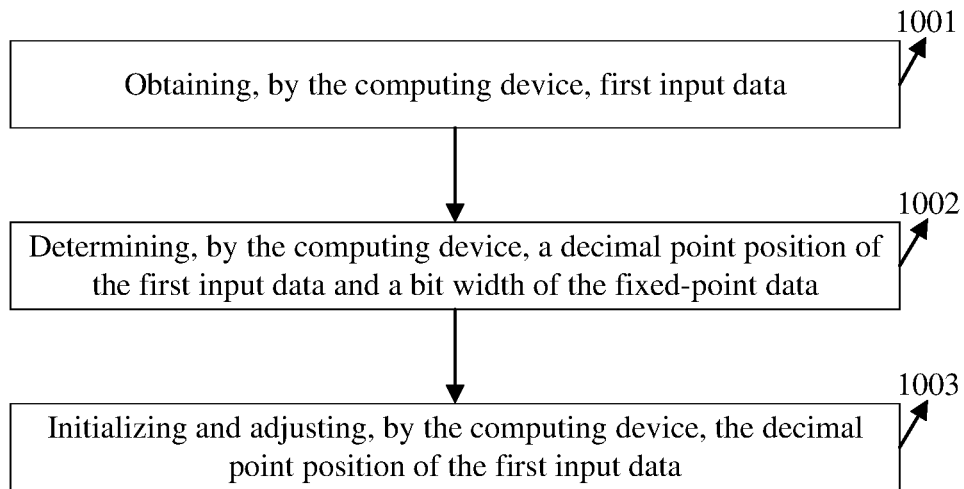 1001
Obtaining, by the computing device, first input data
1002
Determining, by the computing device, a decimal point position of
the first input data and a bit width of the fixed-point data
1003
Initializing and adjusting, by the computing device, the decimal
point position of the first input data